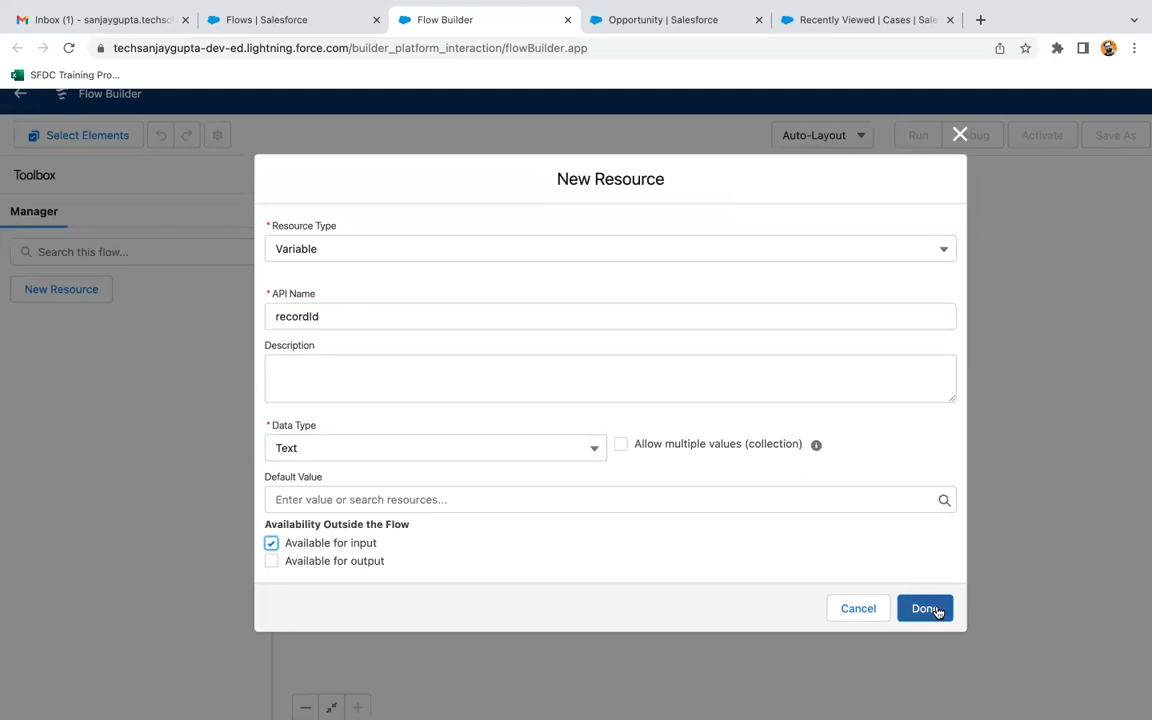 Inbox (1) - sanjaygupta.techsch
Flows | Salesforce
Flow Builder
Opportunity | Salesforce
Recently Viewed | Cases | Sale
techsanjaygupta-dev-ed.lightning.force.com/builder_platform_interaction/flowBuilder.app
SFDC Training Pro...
Flow Builder
Select Elements
Auto-Layout
Run
Activate
Save As
Toolbox
New Resource
Manager
* Resource Type
Search this flow...
Variable
New Resource
* API Name
recordId
Description
* Data Type
Text
Allow multiple values (collection)
Default Value
Enter value or search resources...
Availability Outside the Flow
Available for input
Available for output
Cancel
Done